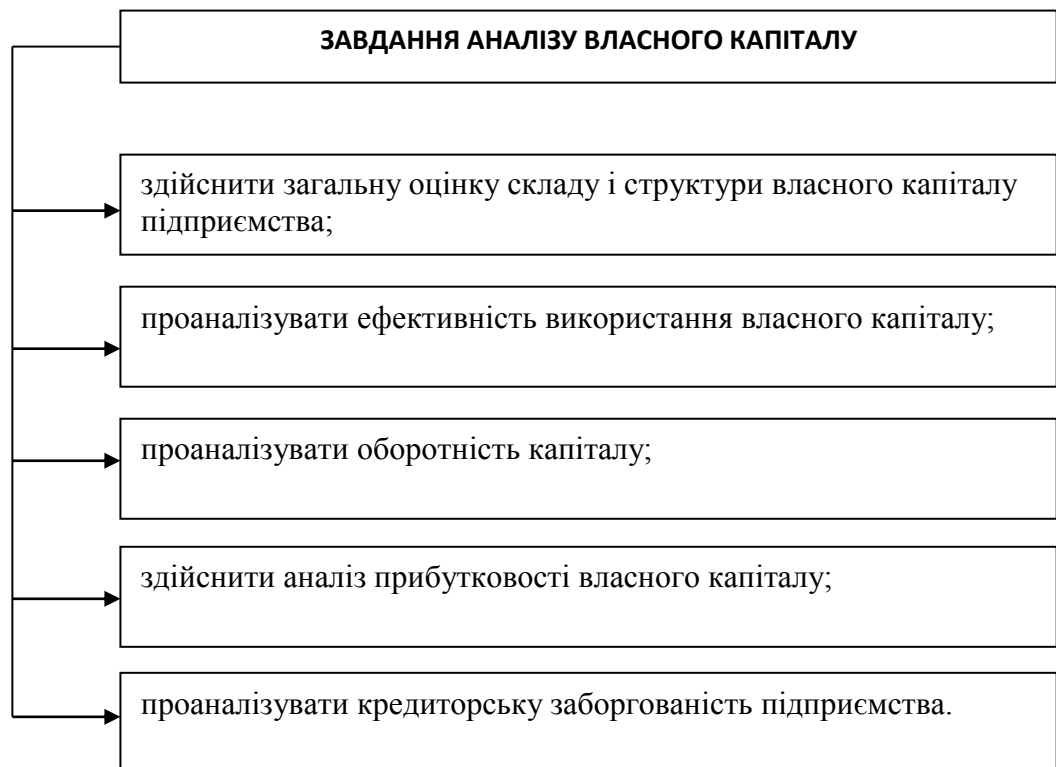 ЗАВДАННЯ АНАЛІЗУ ВЛАСНОГО КАПІТАЛУ
здійснити загальну оцінку складу і структури власного капіталу
підприємства;
проаналізувати ефективність використання власного капіталу;
проаналізувати оборотність капіталу;
здійснити аналіз прибутковості власного капіталу;
проаналізувати кредиторську заборгованість підприємства.